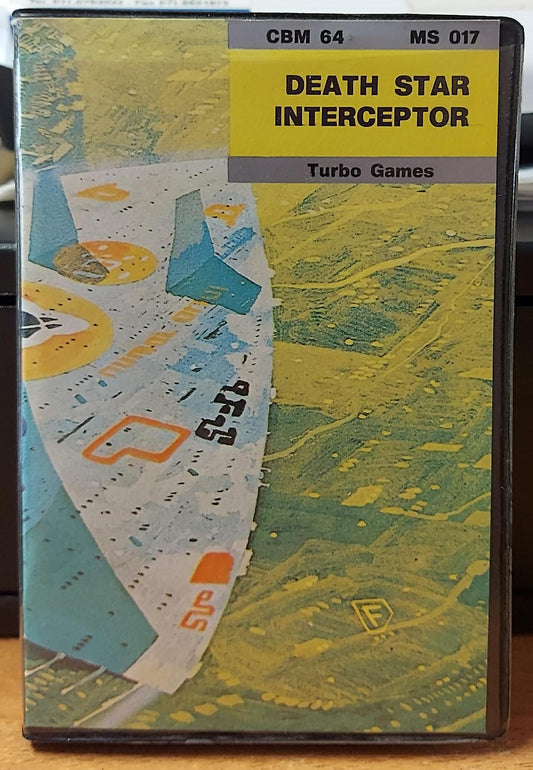 CBM 64 MS 017
DEATH STAR
INTERCEPTOR
Turbo Games
F